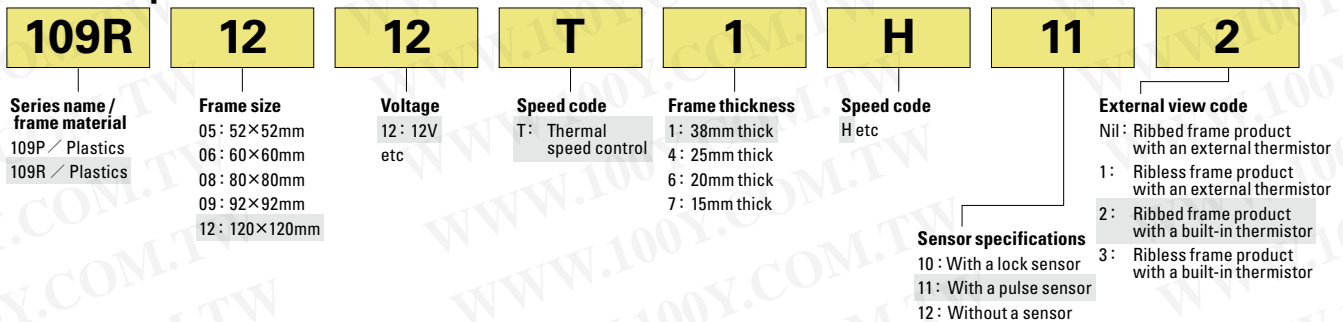 109R 12 12 T 1 H 11 2
Series name /
frame material
109P／Plastics
109R／Plastics
Frame size
05：52×52mm
06：60×60mm
08：80×80mm
09：92×92mm
12：120×120mm
Voltage
12：12V
etc
Speed code
T： Thermal
speed control
Frame thickness
1：38mm thick
4：25mm thick
6：20mm thick
7：15mm thick
Speed code
H etc
Sensor specifications
10：With a lock sensor
11：With a pulse sensor
12：Without a sensor
External view code
Nil：Ribbed frame product
with an external thermistor
1： Ribless frame product
with an external thermistor
2： Ribbed frame product
with a built-in thermistor
3： Ribless frame product
with a built-in thermistor
WWW.100Y.COM.TW